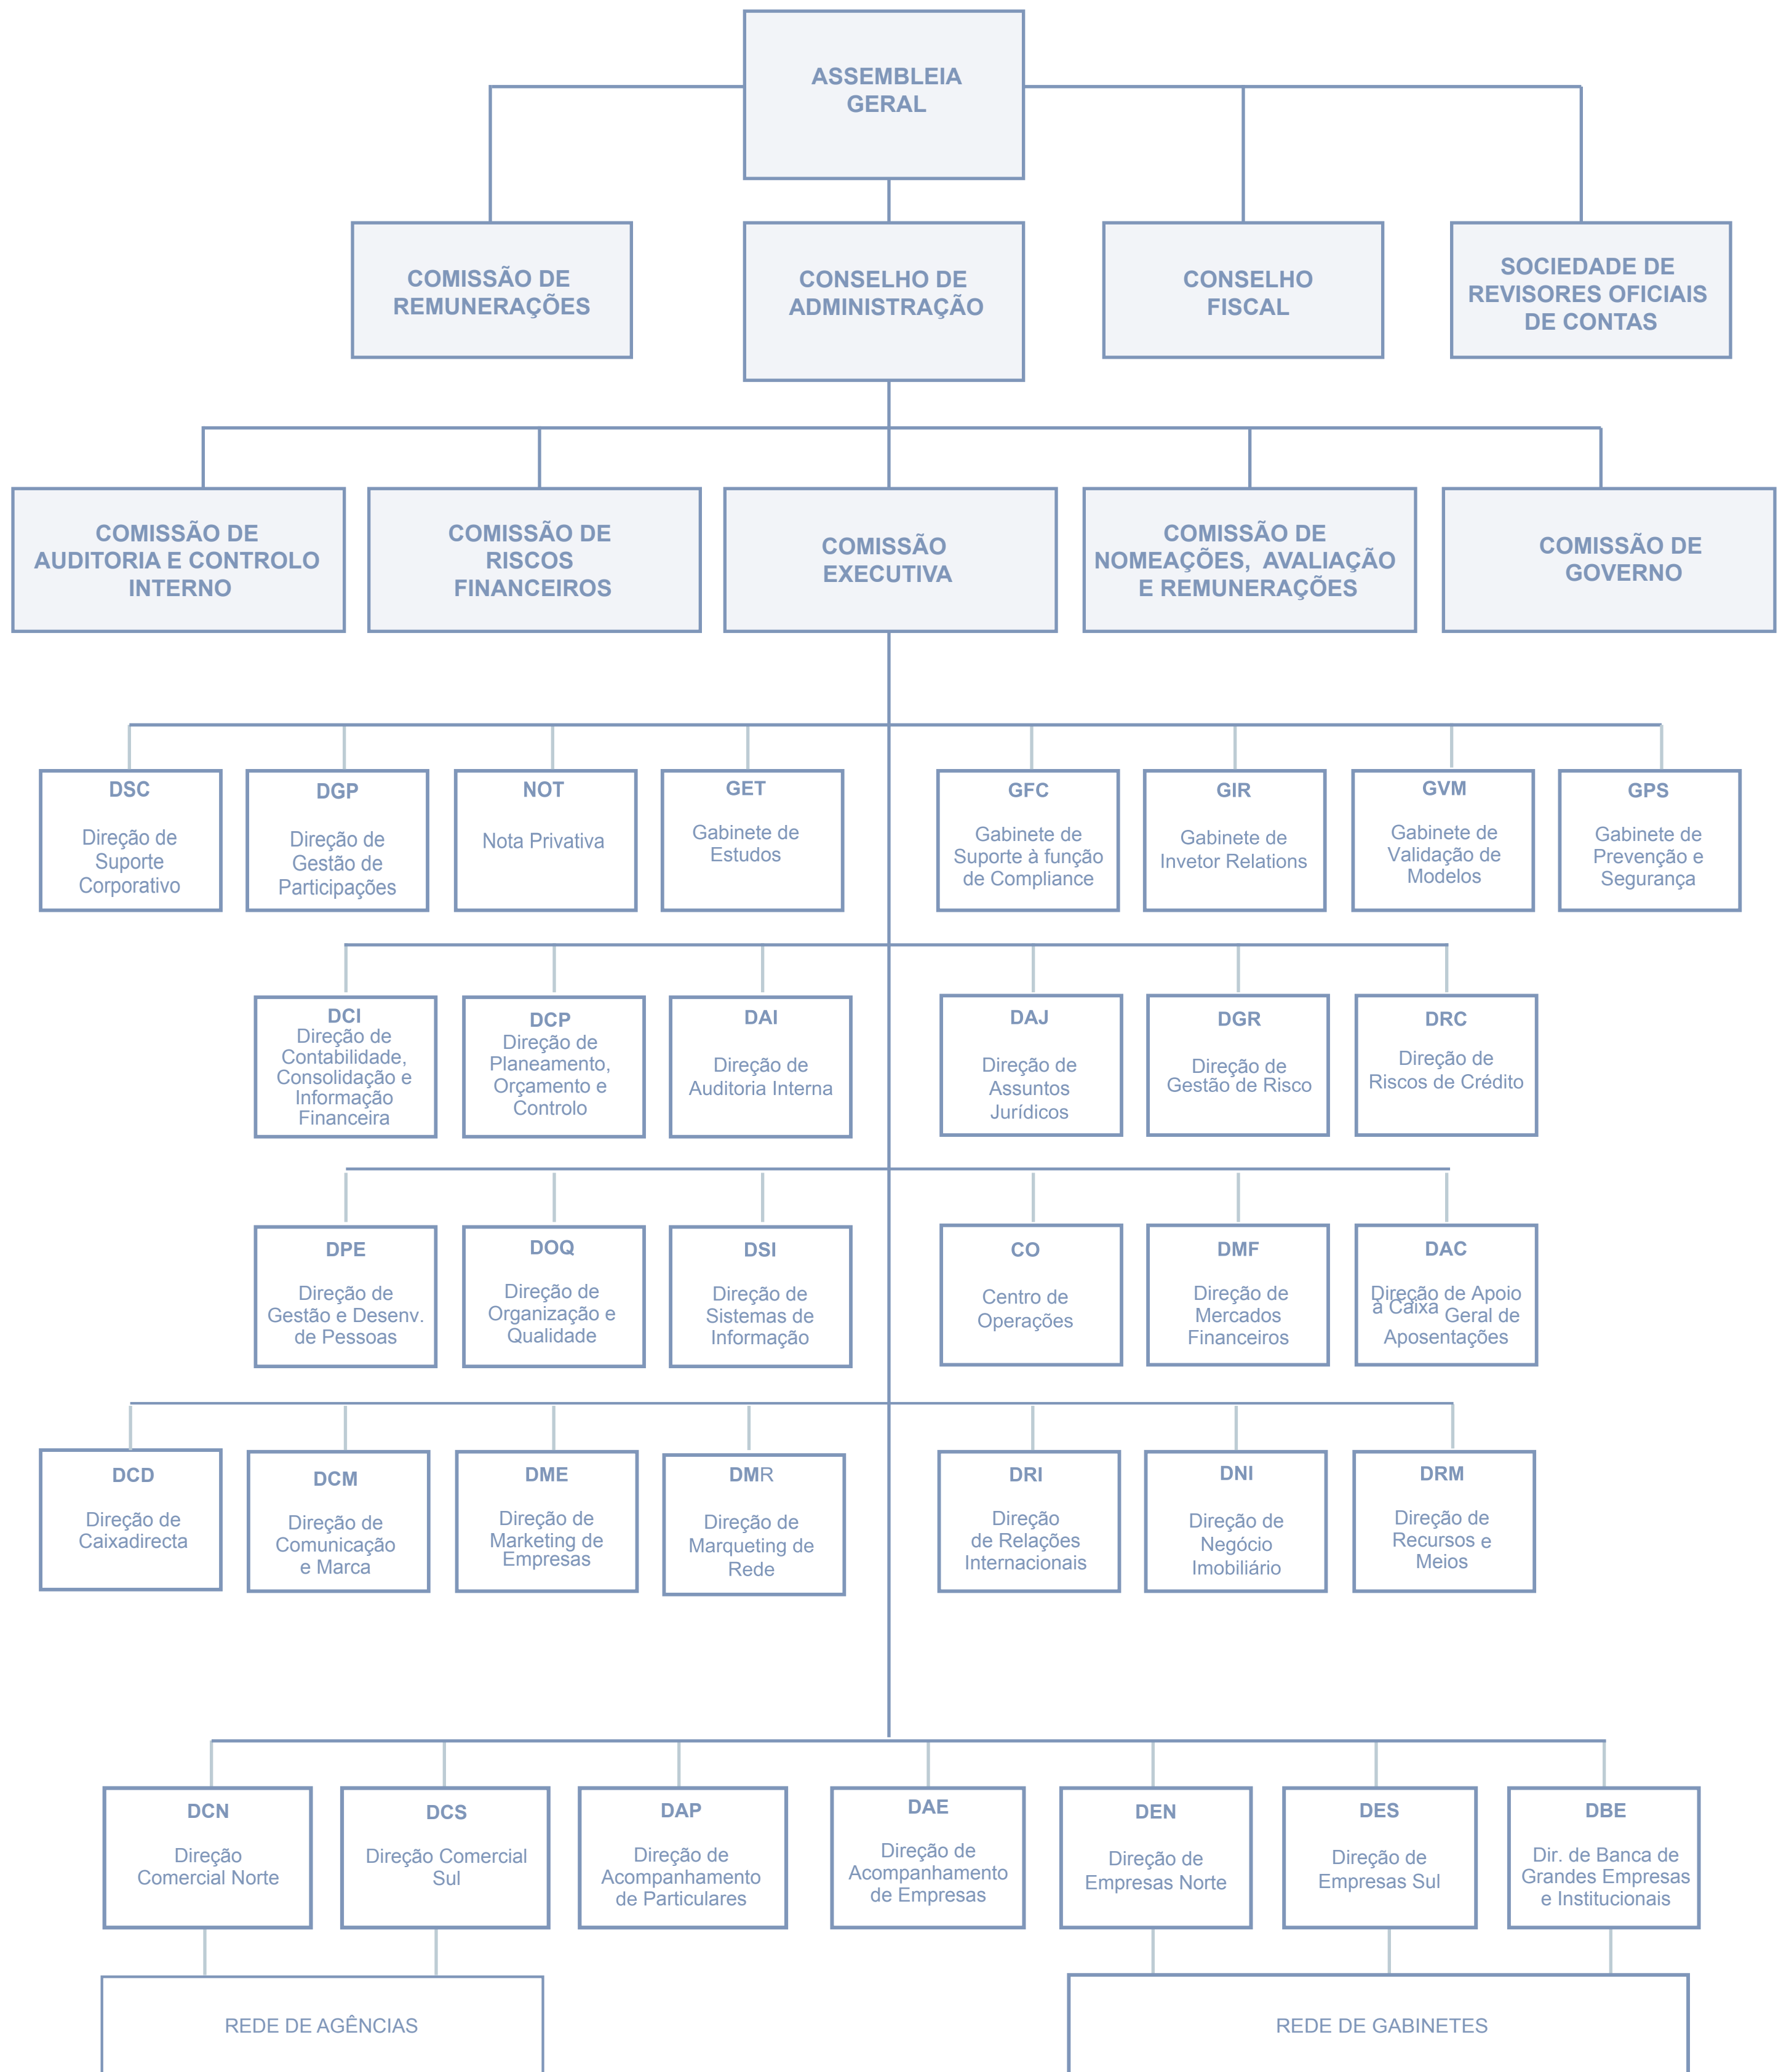 ASSEMBLEIA
GERAL
COMISSÃO DE
REMUNERAÇÕES
CONSELHO DE
ADMINISTRAÇÃO
CONSELHO
FISCAL
SOCIEDADE DE
REVISORES OFICIAIS
DE CONTAS
COMISSÃO DE
AUDITORIA E CONTROLO
INTERNO
COMISSÃO DE
RISCOS
FINANCEIROS
COMISSÃO
EXECUTIVA
COMISSÃO DE
NOMEAÇÕES, AVALIAÇÃO
E REMUNERAÇÕES
COMISSÃO DE
GOVERNO
DSC
Direção de
Suporte
Corporativo
DGP
Direção de
Gestão de
Participações
NOT
Nota Privativa
GET
Gabinete de
Estudos
GFC
Gabinete de
Suporte à função
de Compliance
GIR
Gabinete de
Invetor Relations
GVM
Gabinete de
Validação de
Modelos
GPS
Gabinete de
Prevenção e
Segurança
DCI
Direção de
Contabilidade,
Consolidação e
Informação
Financeira
DCP
Direção de
Planeamento,
Orçamento e
Controlo
DAI
Direção de
Auditoria Interna
DAJ
Direção de
Assuntos
Jurídicos
DGR
Direção de
Gestão de Risco
DRC
Direção de
Riscos de Crédito
DPE
Direção de
Gestão e Desenv.
de Pessoas
DOQ
Direção de
Organização e
Qualidade
DSI
Direção de
Sistemas de
Informação
CO
Centro de
Operações
DMF
Direção de
Mercados
Financeiros
DAC
Direção de Apoio
à Caixa Geral de
Aposentações
DCD
Direção de
Caixadirecta
DCM
Direção de
Comunicação
e Marca
DME
Direção de
Marketing de
Empresas
DMR
Direção de
Marqueting de
Rede
DRI
Direção
de Relações
Internacionais
DNI
Direção de
Negócio
Imobiliário
DRM
Direção de
Recursos e
Meios
DCN
Direção
Comercial Norte
DCS
Direção Comercial
Sul
DAP
Direção de
Acompanhamento
de Particulares
DAE
Direção de
Acompanhamento
de Empresas
DEN
Direção de
Empresas Norte
DES
Direção de
Empresas Sul
DBE
Dir. de Banca de
Grandes Empresas
e Institucionais
REDE DE AGÊNCIAS
REDE DE GABINETES